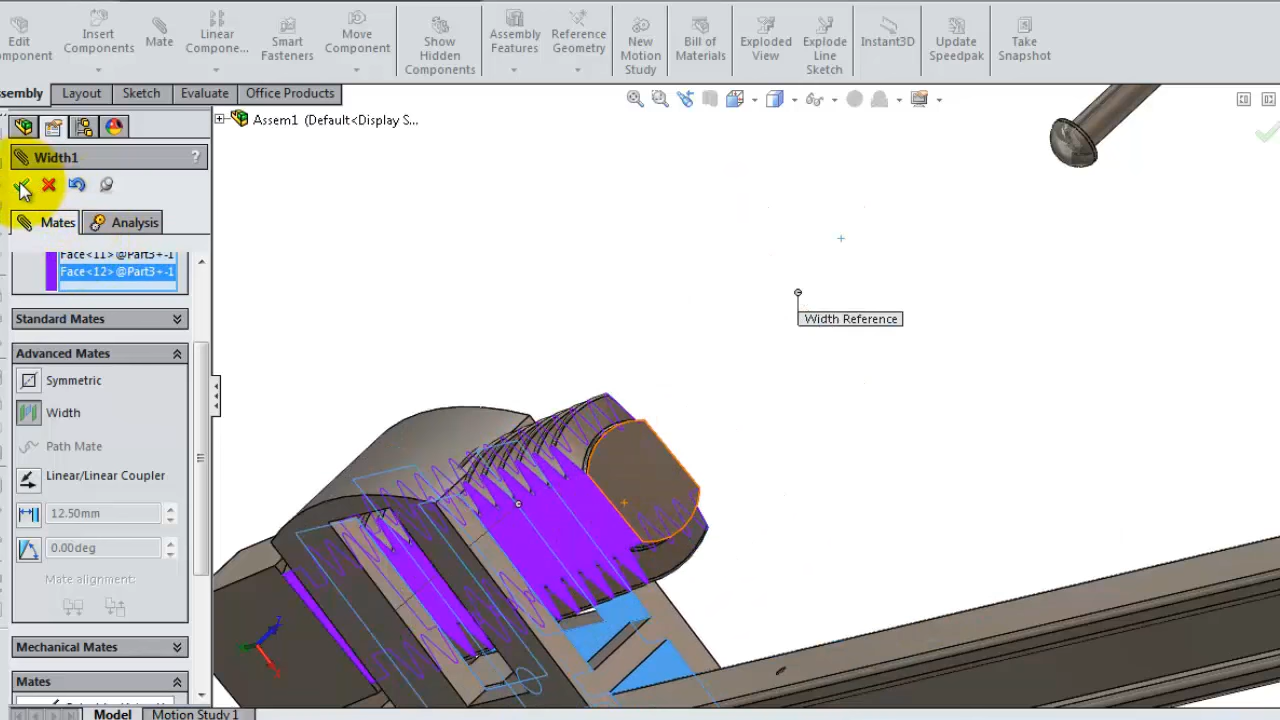 Edit
Component
Insert
Components
Mate
Linear
Compone...
Smart
Fasteners
Move
Component
Show
Hidden
Components
Assembly
Features
Reference
Geometry
New
Motion
Study
Bill of
Materials
Exploded
View
Explode
Line
Sketch
Instant3D
Update
Speedpak
Take
Snapshot
ssembly Layout Sketch Evaluate Office Products
Assem1 (Default<Display S...
Width1 ?
Mates Analysis
Face<11>@Part3+-1
Face<12>@Part3+-1
Standard Mates
Advanced Mates
Symmetric
Width
Path Mate
Linear/Linear Coupler
12.50mm
0.00deg
Mate alignment:
Mechanical Mates
Mates
Width Reference
Model Motion Study 1